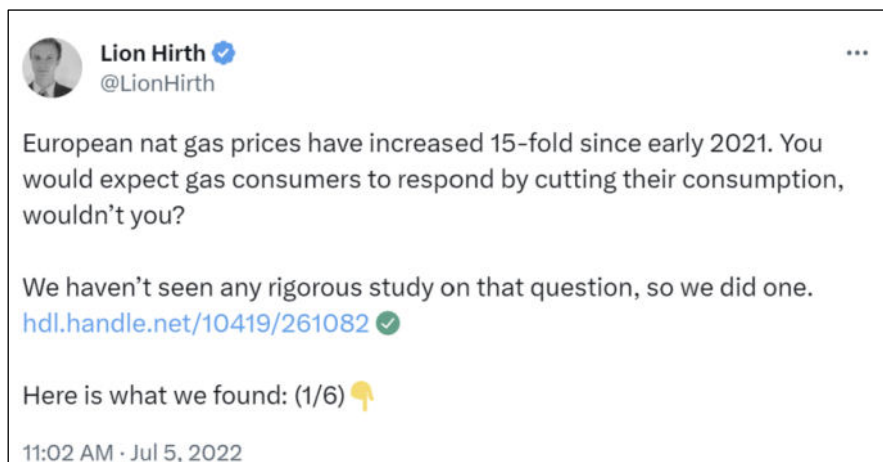 Lion Hirth
@LionHirth
European nat gas prices have increased 15-fold since early 2021. You
would expect gas consumers to respond by cutting their consumption,
wouldn’t you?
We haven’t seen any rigorous study on that question, so we did one.
hdl.handle.net/10419/261082
Here is what we found: (1/6)👇
11:02 AM · Jul 5, 2022